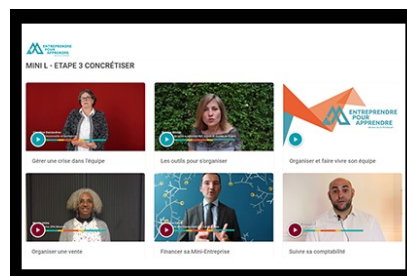 ENTREPRENDRE
POUR
APPRENDRE
MINI L - ETAPE 3 CONCRÉTISER
ENTREPRENDRE
POUR
APPRENDRE
Gérer une crise dans l'équipe
Les outils pour s'organiser
Organiser et faire vivre son équipe
Organiser une vente
Financer sa Mini-Entreprise
Suivre sa comptabilité